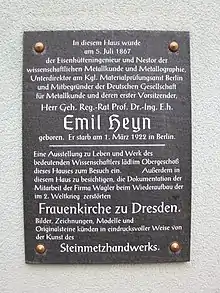 In diesem Hause wurde
am 5. Juli 1867
der Eisenhütteningenieur und Nestor der
wissenschaftlichen Metallkunde und Metallographie.
Unterdirektor am Kgl. Materialprüfungsamt Berlin
und Mitbegründer der Deutschen Gesellschaft
für Metallkunde und deren erster Vorsitzender,
Herr Geh. Reg.-Rat Prof. Dr.-Ing. E.h.
Emil Heyn
geboren. Er starb am 1. März 1922 in Berlin.
Eine Ausstellung zu Leben und Werk des
bedeutenden Wissenschaftlers lädt im Obergeschoß
dieses Hauses zum Besuch ein. Außerdem in
diesem Haus zu besichtigen, die Dokumentation der
Mitarbeit der Firma Wagler beim Wiederaufbau der
im 2. Weltkrieg zerstörten
Frauenkirche zu Dresden.
Bilder, Zeichnungen, Modelle und
Originalsteine künden in eindrucksvoller Weise von
der Kunst des
Steinmetzhandwerks.